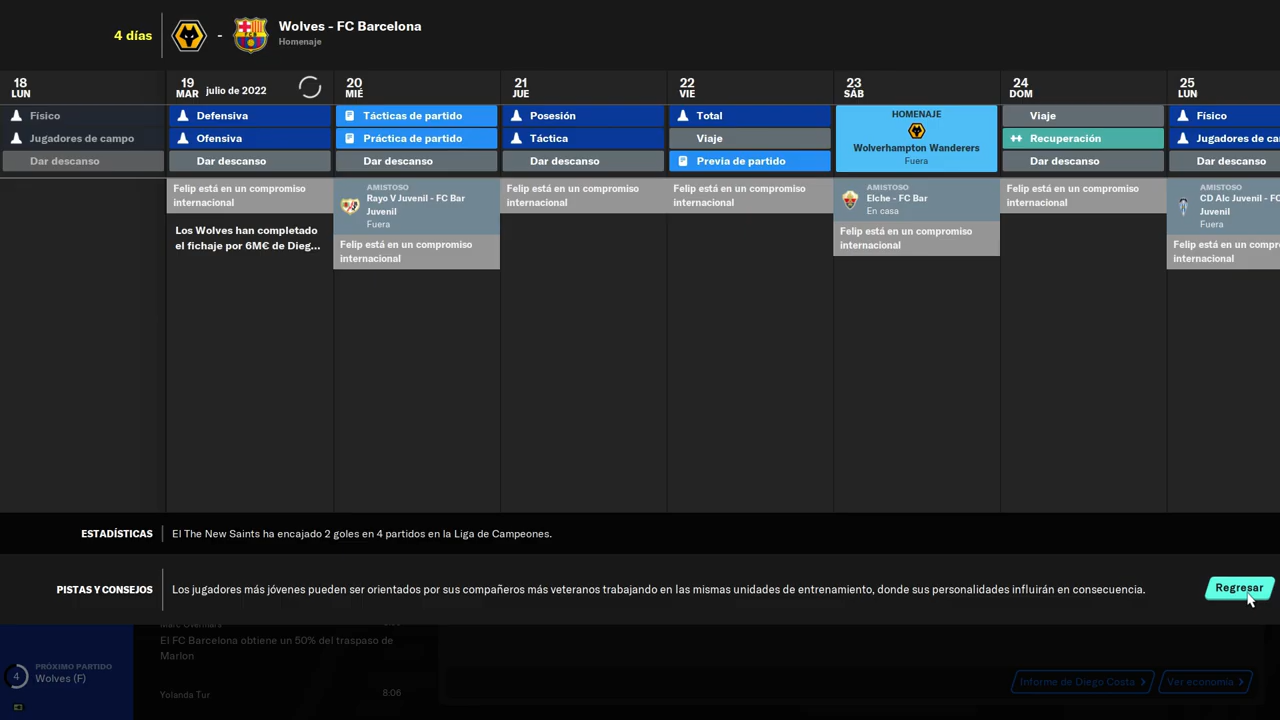 4 días
Wolves - FC Barcelona
Homenaje
18
LUN
19
MAR julio de 2022
20
MIÉ
21
JUE
22
VIE
23
SÁB
24
DOM
25
LUN
Físico
Jugadores de campo
Dar descanso
Defensiva
Ofensiva
Dar descanso
Tácticas de partido
Práctica de partido
Dar descanso
Posesión
Táctica
Dar descanso
Total
Viaje
Previa de partido
HOMENAJE
Wolverhampton Wanderers
Fuera
Viaje
Recuperación
Dar descanso
Físico
Jugadores de ca
Dar descanso
Felip está en un compromiso
internacional
Los Wolves han completado
el fichaje por 6M€ de Dieg...
AMISTOSO
Rayo V Juvenil - FC Bar
Juvenil
Fuera
Felip está en un compromiso
internacional
Felip está en un compromiso
internacional
Felip está en un compromiso
internacional
AMISTOSO
Elche - FC Bar
En casa
Felip está en un compromiso
internacional
Felip está en un compromiso
internacional
AMISTOSO
CD Alc Juvenil - FC
Juvenil
Fuera
Felip está en un compro
internacional
ESTADÍSTICAS
El The New Saints ha encajado 2 goles en 4 partidos en la Liga de Campeones.
PISTAS Y CONSEJOS
Los jugadores más jóvenes pueden ser orientados por sus compañeros más veteranos trabajando en las mismas unidades de entrenamiento, donde sus personalidades influirán en consecuencia.
Regresar
Marc Overmars
El FC Barcelona obtiene un 50% del traspaso de
Marlon
Yolanda Tur 8:06
4
PRÓXIMO PARTIDO
Wolves (F)
Informe de Diego Costa
Ver economía